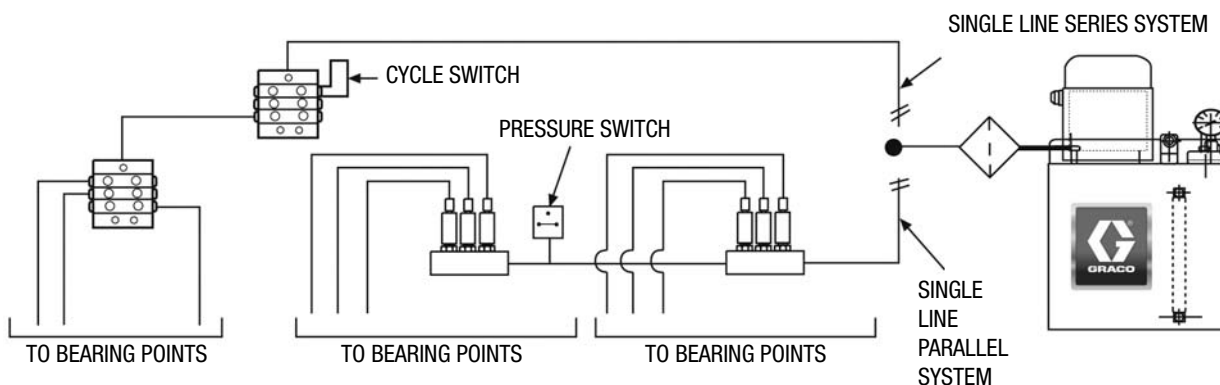 SINGLE LINE SERIES SYSTEM
CYCLE SWITCH
PRESSURE SWITCH
GRACO
SINGLE
LINE
PARALLEL
SYSTEM
TO BEARING POINTS
TO BEARING POINTS
TO BEARING POINTS